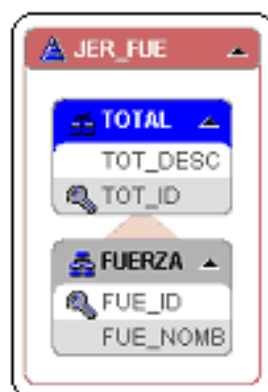 JER_FUE
TOTAL
TOT_DESC
TOT_ID
FUERZA
FUE_ID
FUE_NOMB